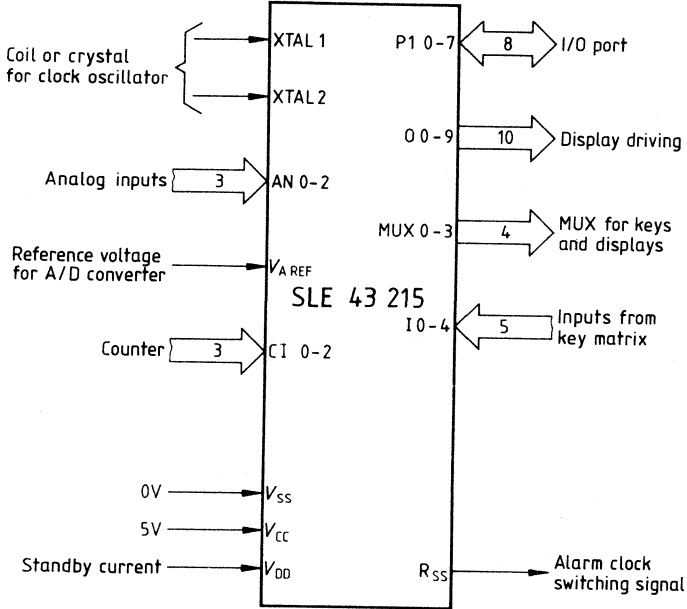 XTAL 1
P1 0-7
8
I/O port
Coil or crystal
for clock oscillator
XTAL 2
O 0-9
10
Display driving
Analog inputs
3
AN 0-2
MUX 0-3
4
MUX for keys
and displays
Reference voltage
for A/D converter
V A REF
SLE 43 215
I 0-4
5
Inputs from
key matrix
Counter
3
CI 0-2
0V
VSS
5V
VCC
Standby current
VDD
RSS
Alarm clock
switching signal